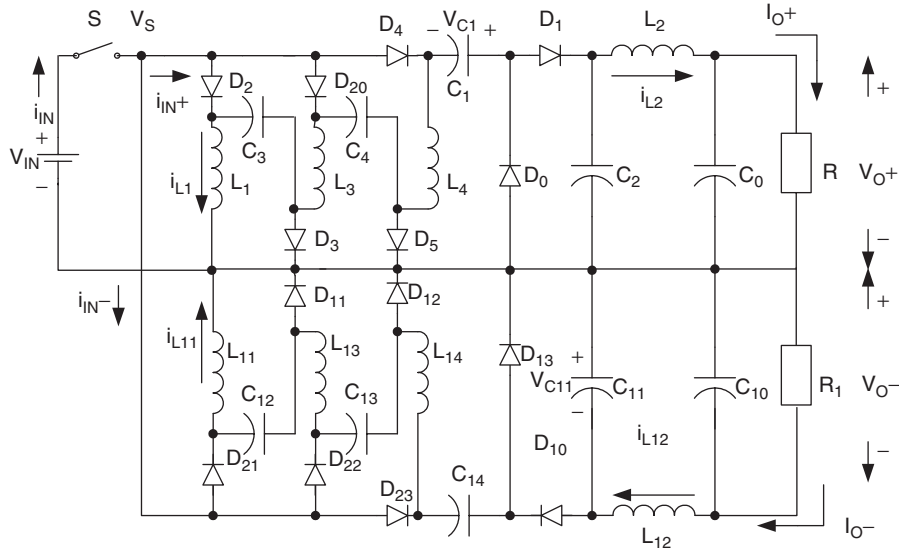 S V_S D_4 − V_C1 + D_1 L_2 I_O+
i_IN D_2 i_IN+ D_20 C_1 i_L2 +
+ V_IN − C_3 C_4
i_L1 L_1 L_3 L_4 D_0 C_2 C_0 R V_O+
D_3 D_5 −
i_IN− D_11 D_12 +
i_L11 L_11 L_13 L_14 D_13 + R_1
C_12 C_13 V_C11 C_11 C_10 V_O−
−
D_21 D_22 D_10 i_L12 −
D_23 C_14
L_12 I_O−